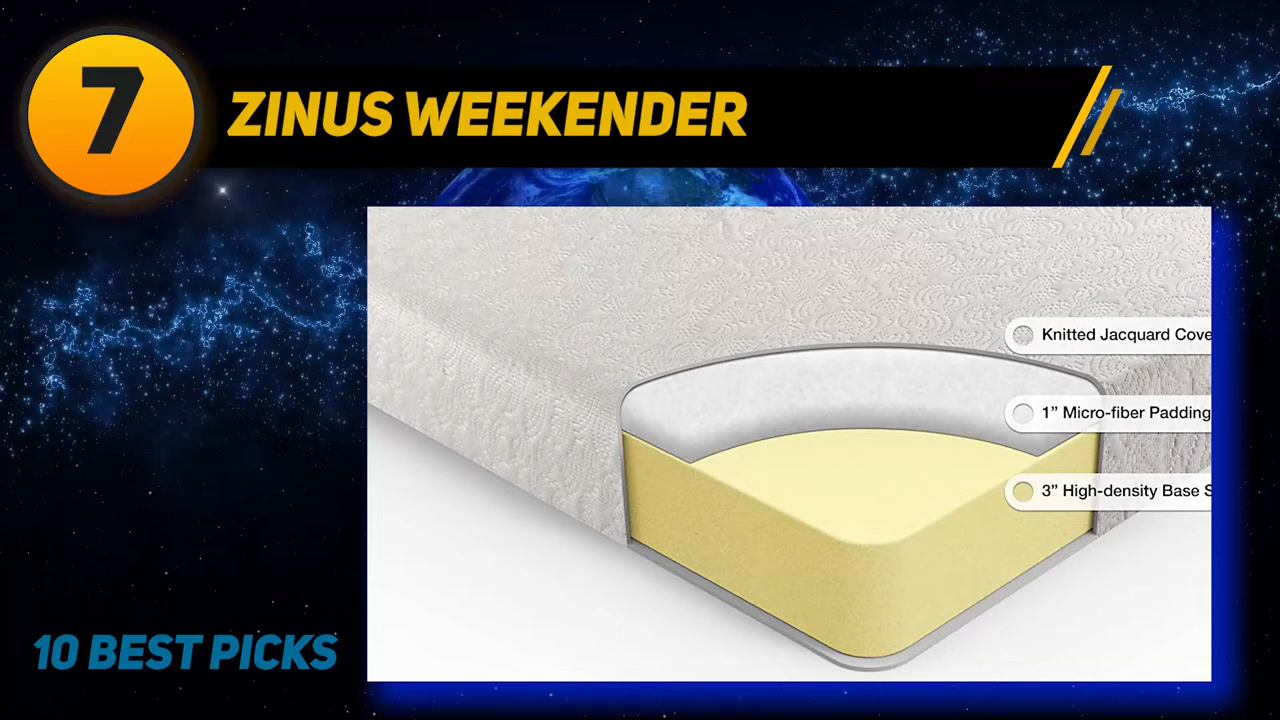 7
ZINUS WEEKENDER
Knitted Jacquard Cove
1” Micro-fiber Padding
3” High-density Base S
10 BEST PICKS